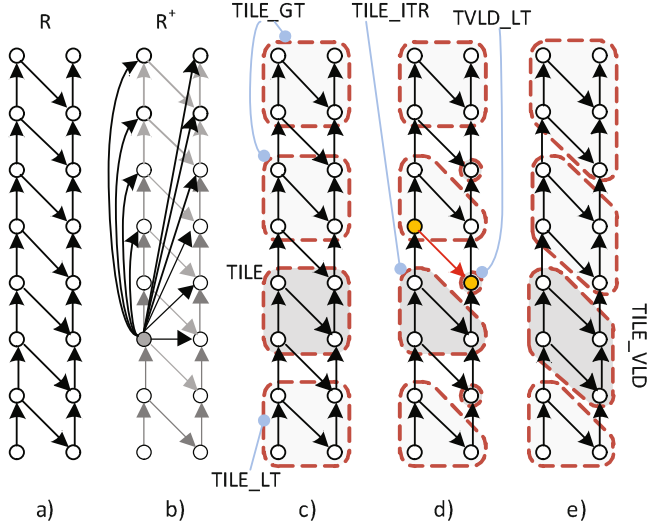 TILE_GT TILE_ITR TVLD_LT
R R+
TILE
TILE_VLD
TILE_LT
a) b) c) d) e)